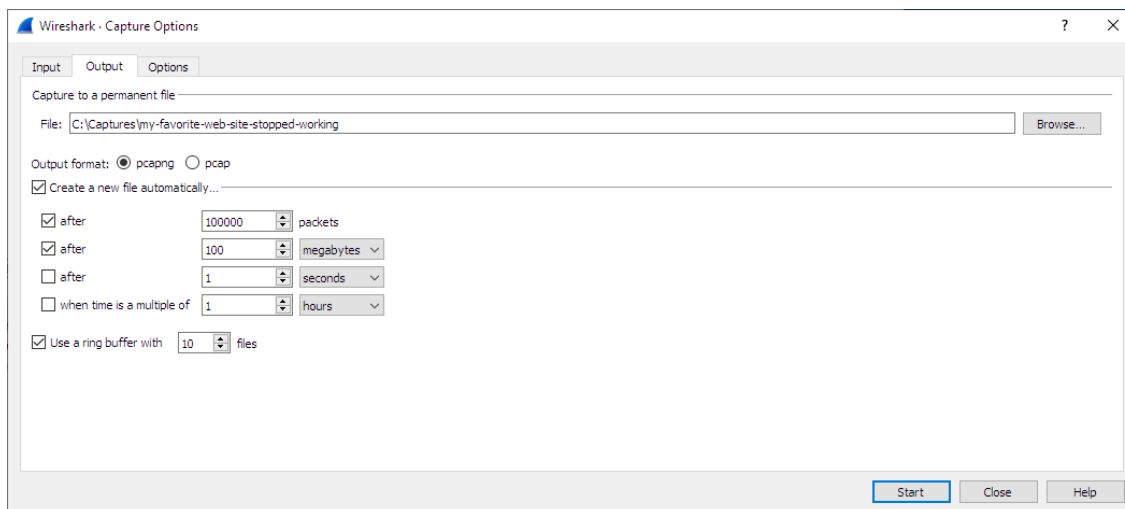 Wireshark · Capture Options ?
Input Output Options
Capture to a permanent file
File: C:\Captures\my-favorite-web-site-stopped-working Browse...
Output format: pcapng pcap
Create a new file automatically...
after 100000 packets
after 100 megabytes
after 1 seconds
when time is a multiple of 1 hours
Use a ring buffer with 10 files
Start Close Help